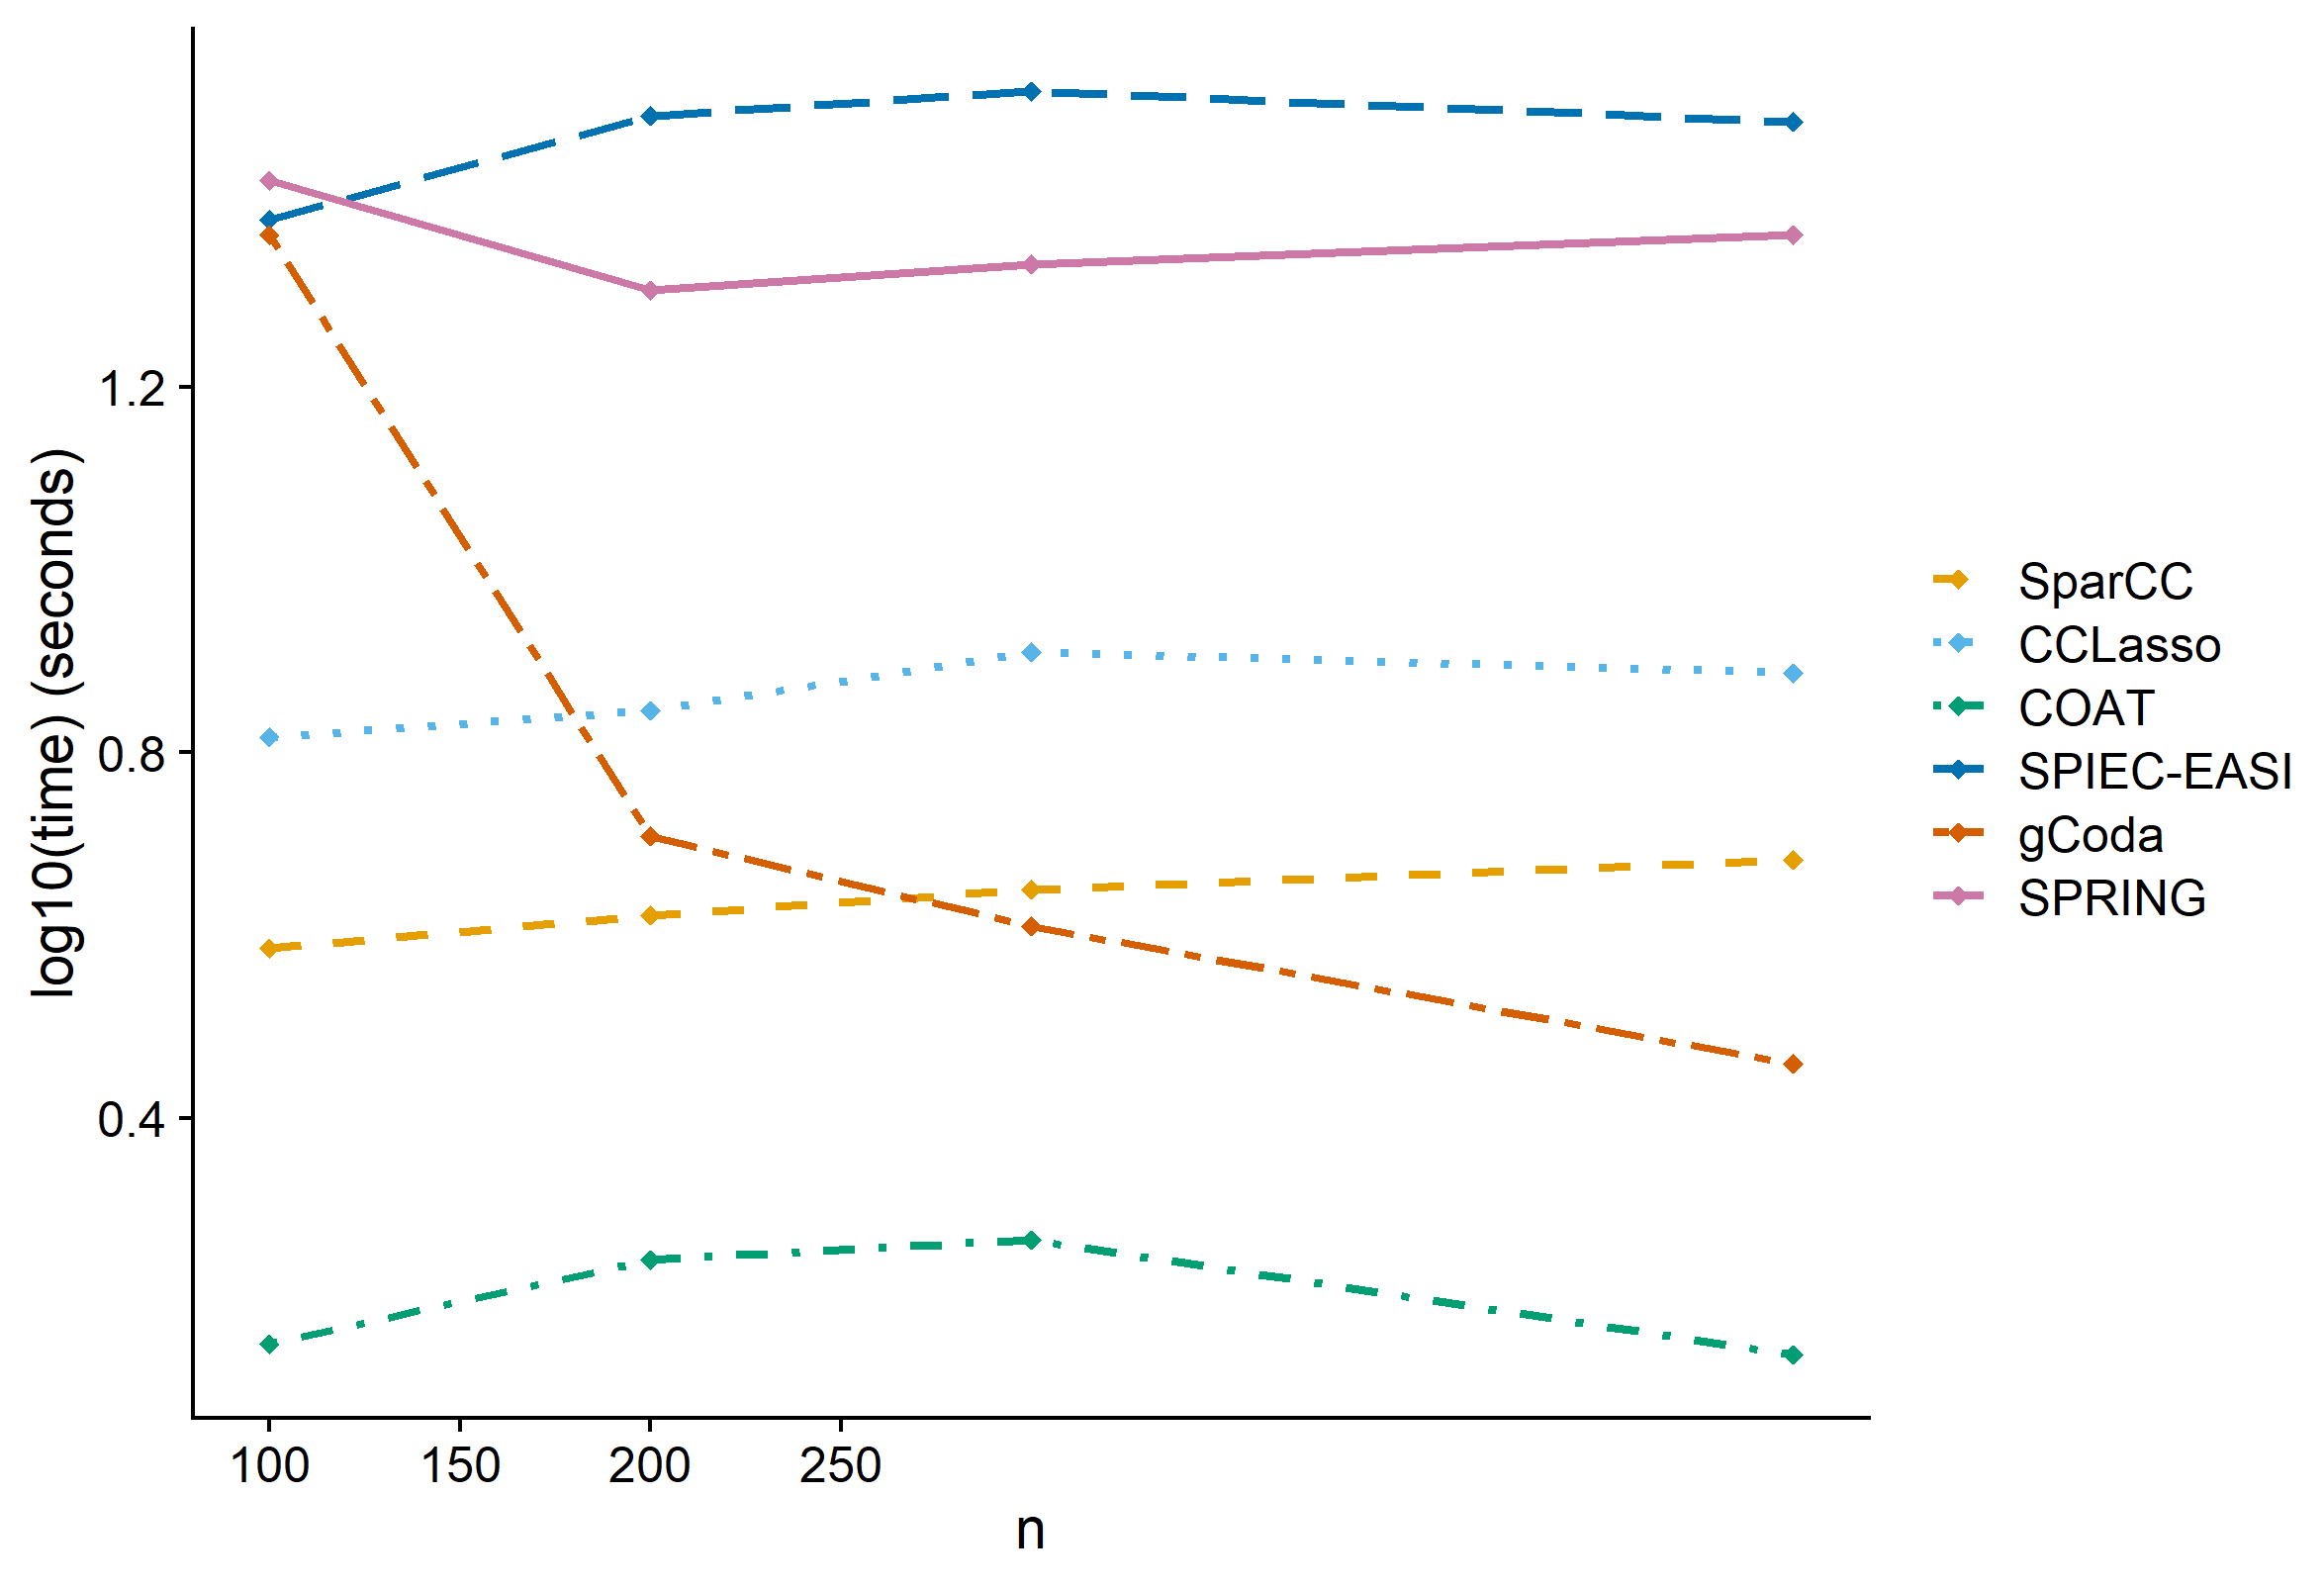 log10(time) (seconds)
1.2
0.8
0.4
100 150 200 250
n
SparCC
CCLasso
COAT
SPIEC-EASI
gCoda
SPRING